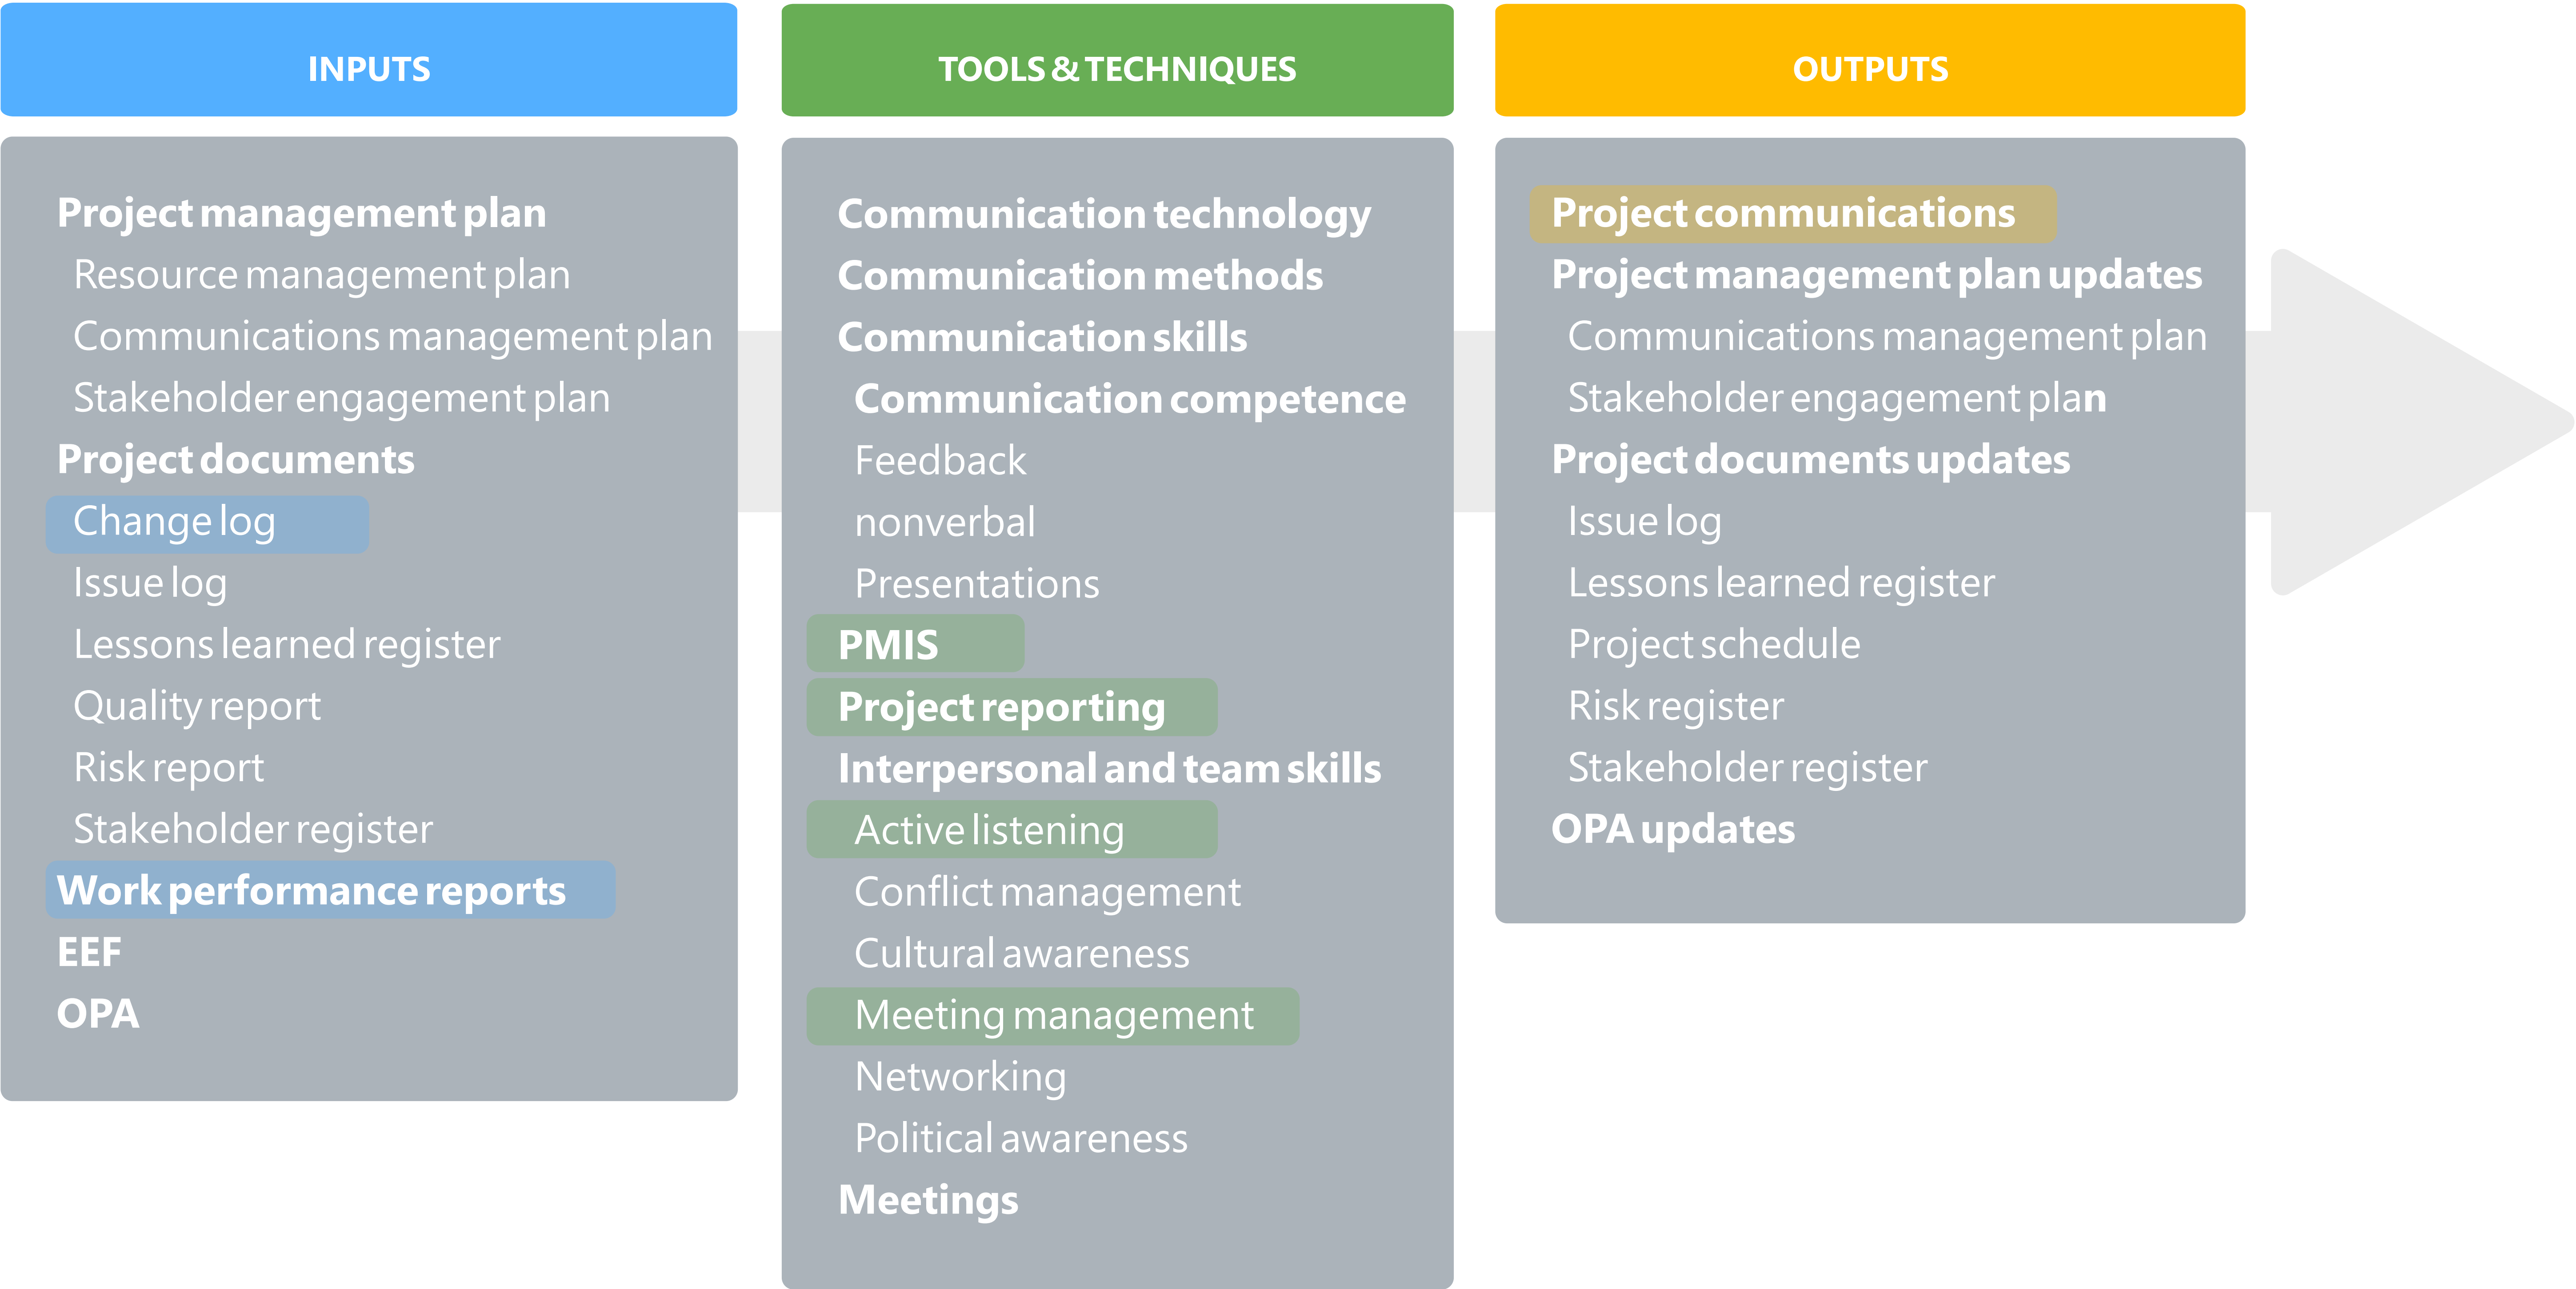 INPUTS
Project management plan
Resource management plan
Communications management plan
Stakeholder engagement plan
Project documents
Change log
Issue log
Lessons learned register
Quality report
Risk report
Stakeholder register
Work performance reports
EEF
OPA
TOOLS & TECHNIQUES
Communication technology
Communication methods
Communication skills
Communication competence
Feedback
nonverbal
Presentations
PMIS
Project reporting
Interpersonal and team skills
Active listening
Conflict management
Cultural awareness
Meeting management
Networking
Political awareness
Meetings
OUTPUTS
Project communications
Project management plan updates
Communications management plan
Stakeholder engagement plan
Project documents updates
Issue log
Lessons learned register
Project schedule
Risk register
Stakeholder register
OPA updates